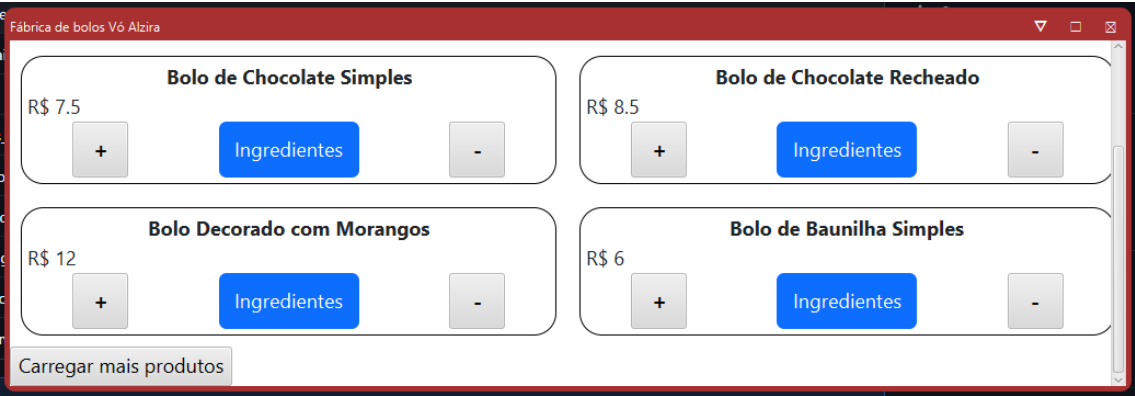 Fábrica de bolos Vó Alzira
Bolo de Chocolate Simples
R$ 7.5
+ Ingredientes -
Bolo de Chocolate Recheado
R$ 8.5
+ Ingredientes -
Bolo Decorado com Morangos
R$ 12
+ Ingredientes -
Bolo de Baunilha Simples
R$ 6
+ Ingredientes -
Carregar mais produtos